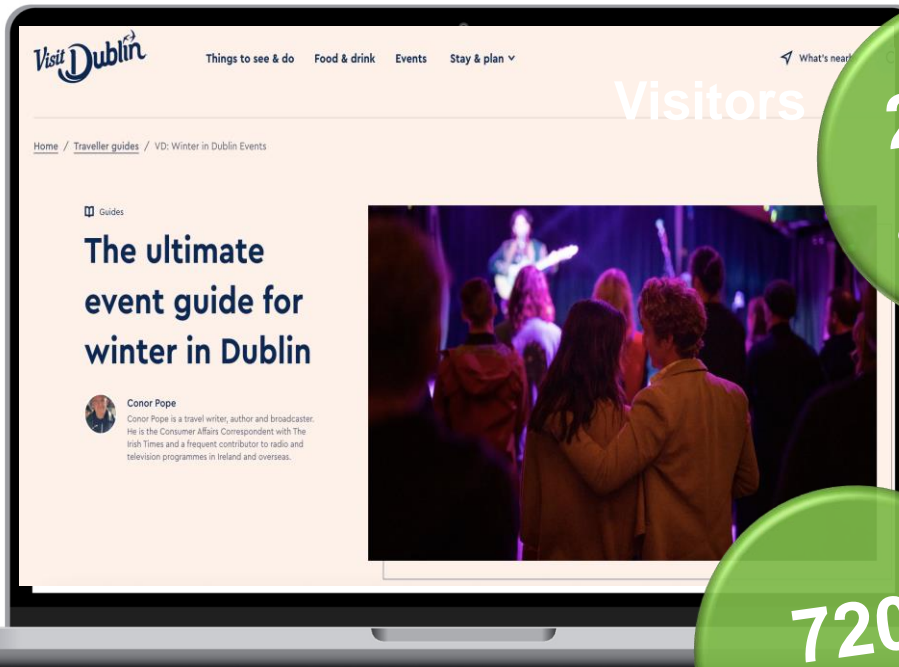 Visit Dublin
Things to see & do Food & drink Events Stay & plan
What's
Visitors
Home / Traveller guides / VD: Winter in Dublin Events
Guides
The ultimate
event guide for
winter in Dublin
Conor Pope
Conor Pope is a travel writer, author and broadcaster.
He is the Consumer Affairs Correspondent with The
Irish Times and a frequent contributor to radio and
television programmes in Ireland and overseas.
720